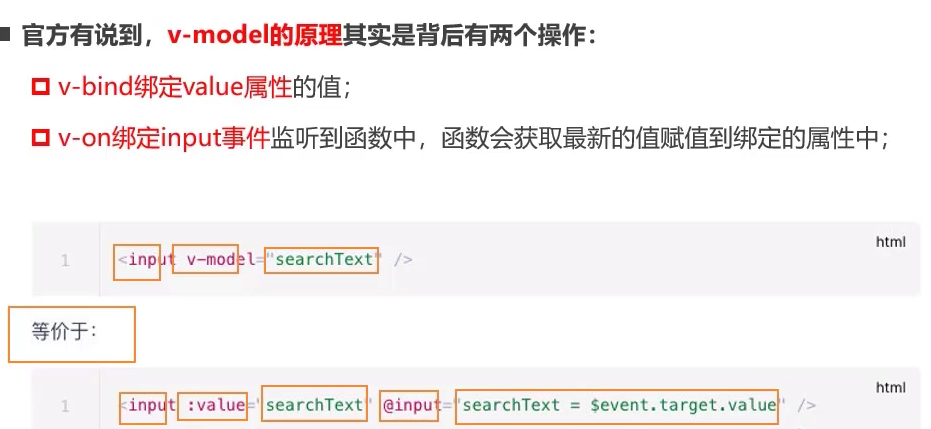 官方有说到，v-model的原理其实是背后有两个操作：
v-bind绑定value属性的值；
v-on绑定input事件监听到函数中，函数会获取最新的值赋值到绑定的属性中；
html
1 <input v-model="searchText" />
等价于：
html
1 <input :value="searchText" @input="searchText = $event.target.value" />